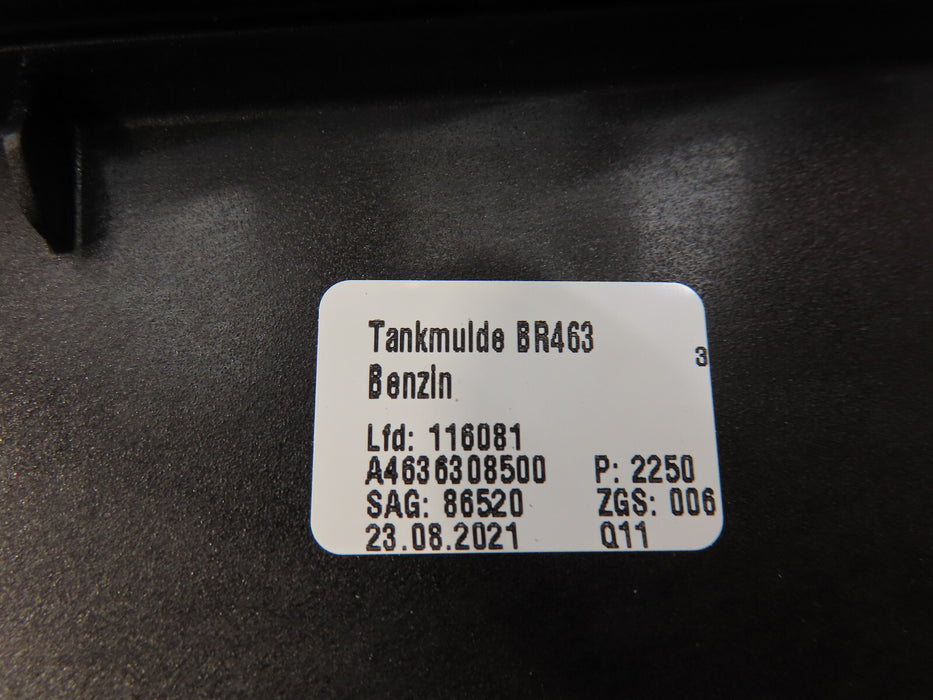 Tankmulde BR463
3
Benzin
Lfd: 116081
A4636308500 P: 2250
SAG: 86520 ZGS: 006
23.08.2021 Q11